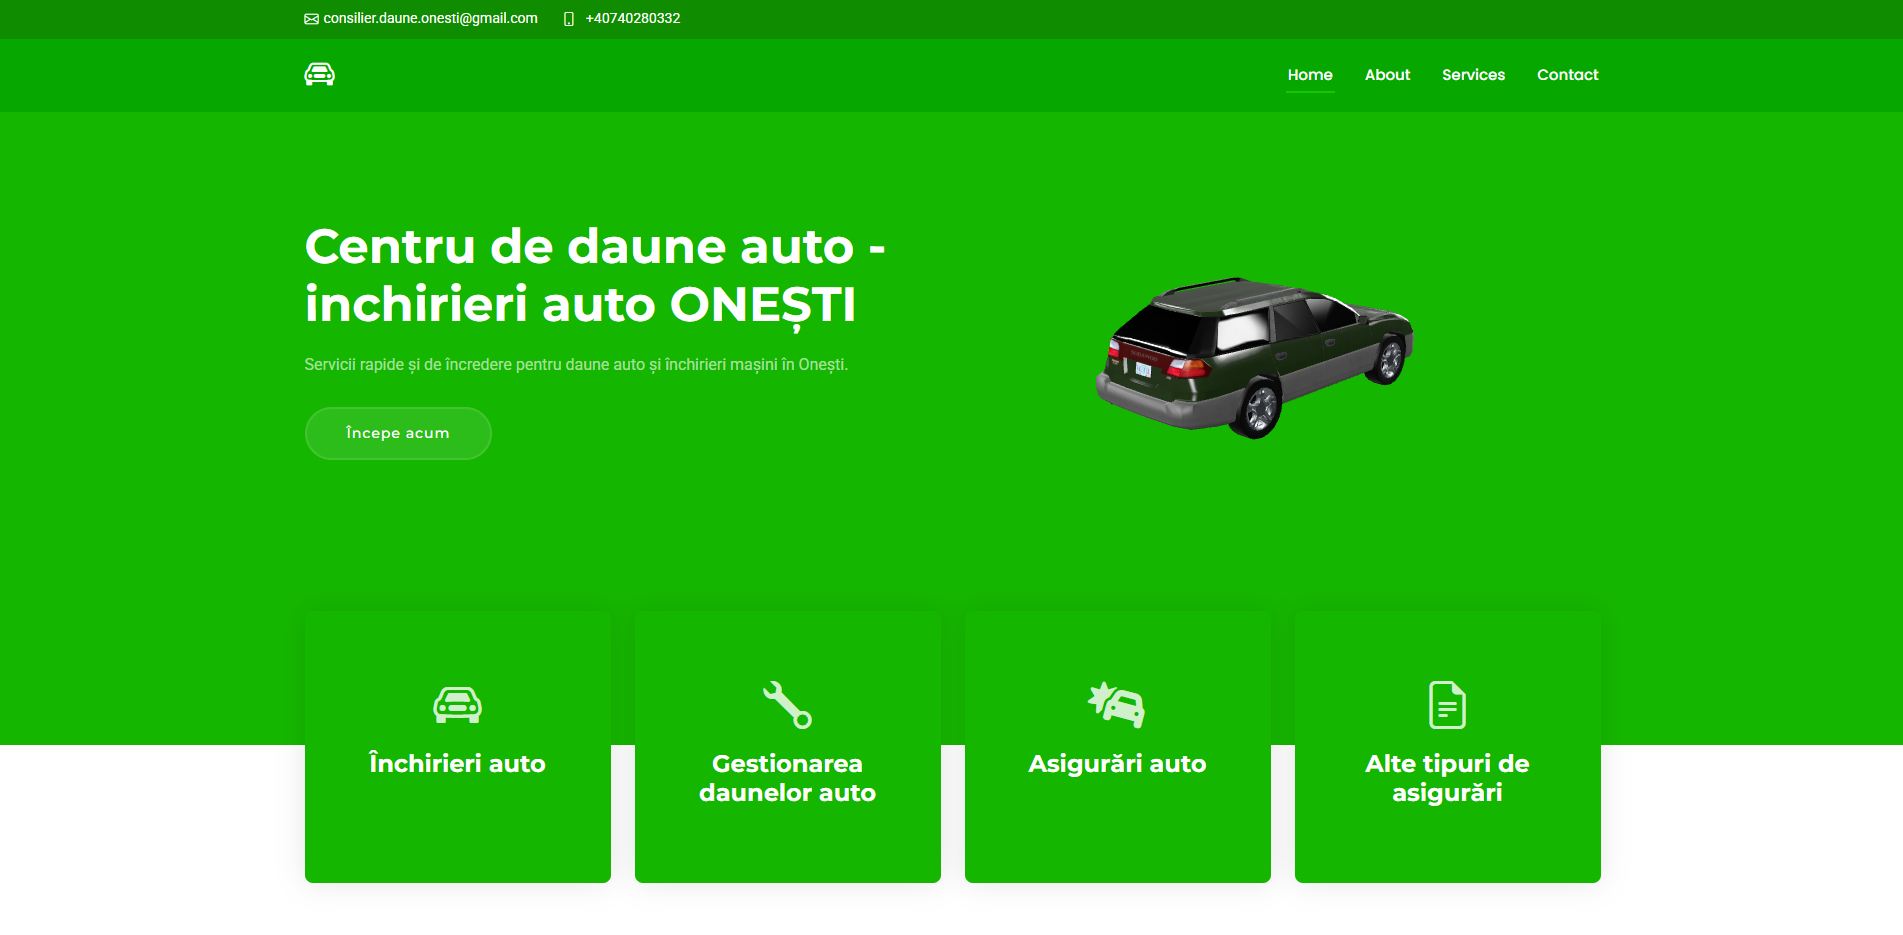 consilier.daune.onesti@gmail.com +40740280332
Home About Services Contact
Centru de daune auto -
inchirieri auto ONEȘTI
Servicii rapide și de încredere pentru daune auto și închirieri mașini în Onești.
Începe acum
Închirieri auto
Gestionarea
daunelor auto
Asigurări auto
Alte tipuri de
asigurări